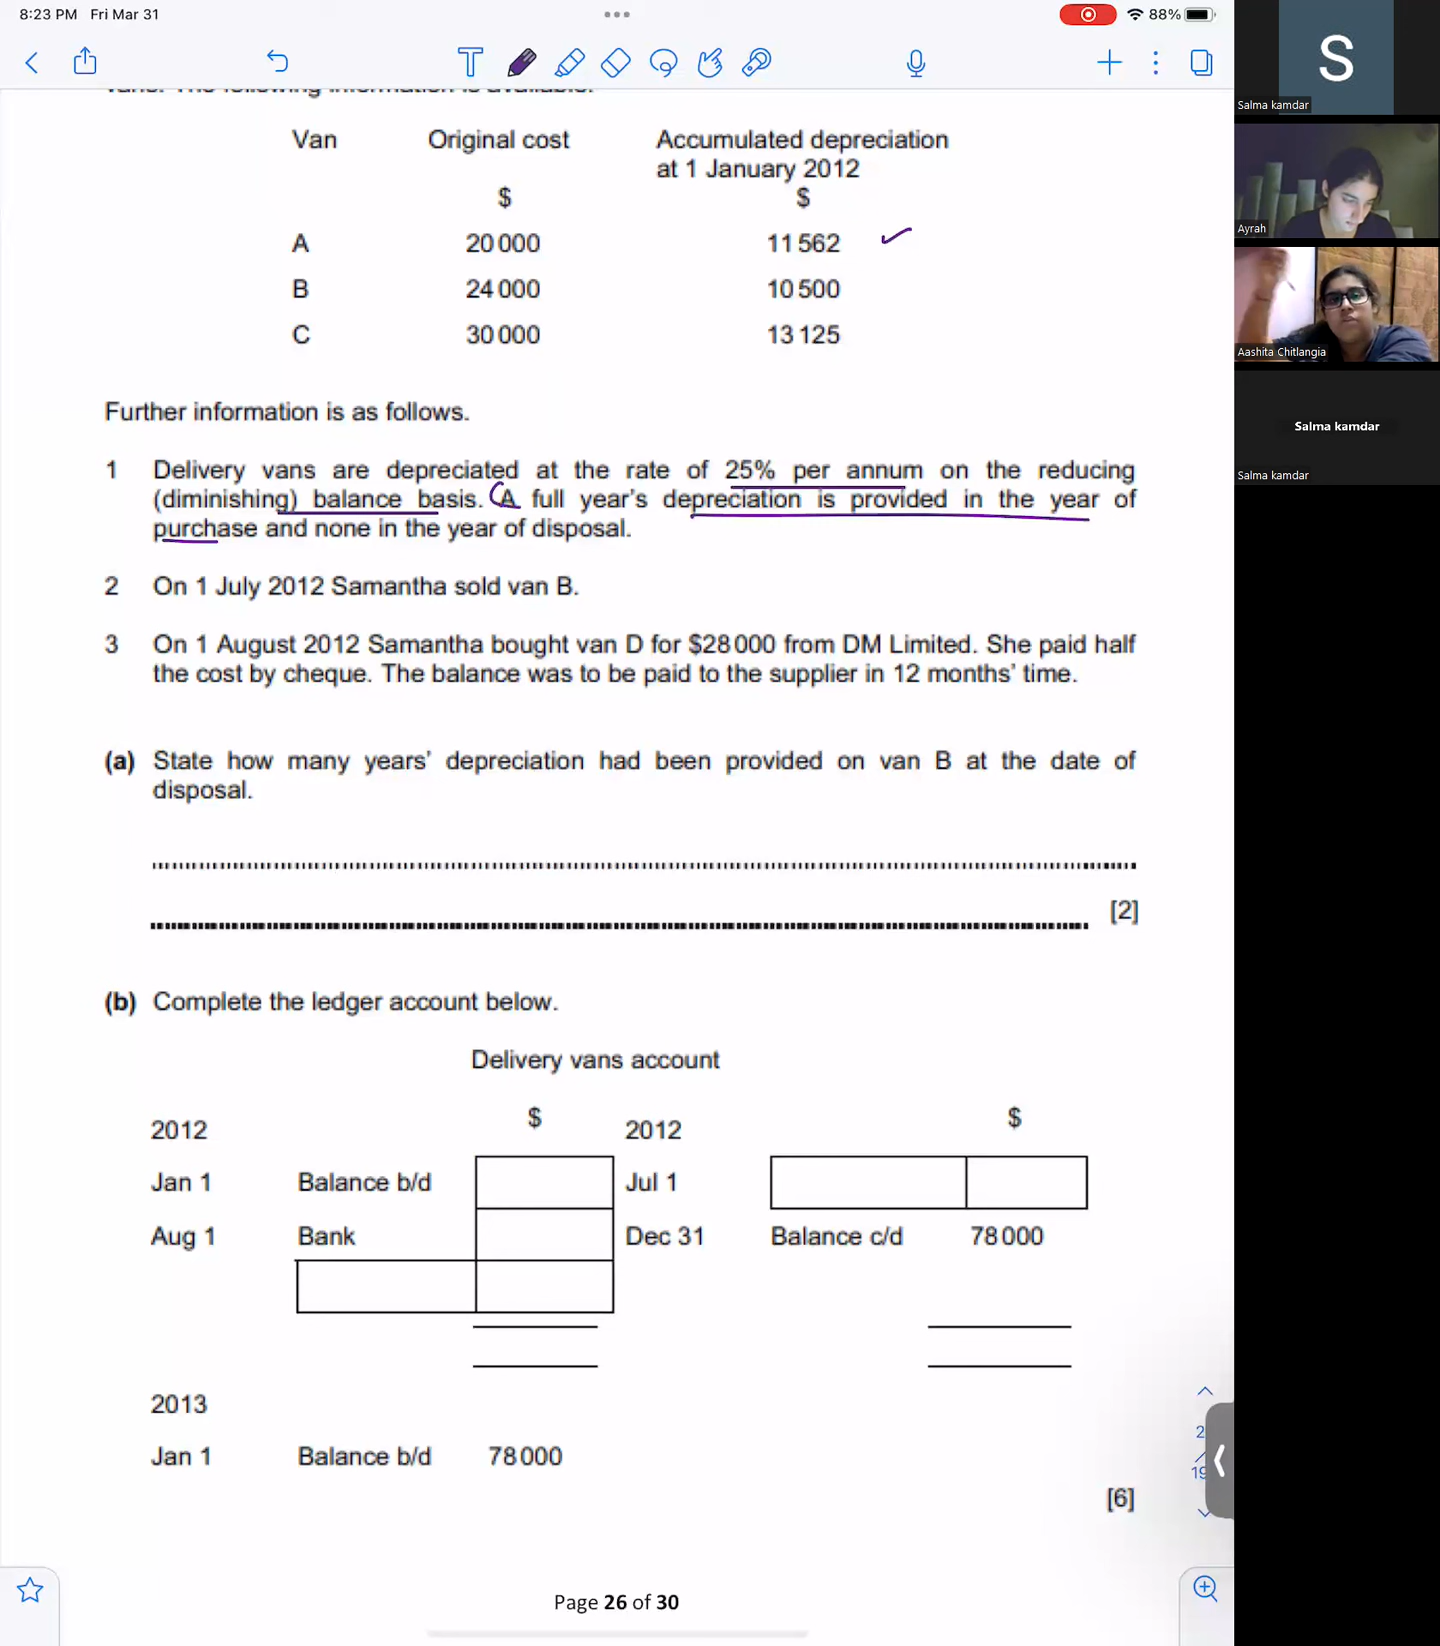 8:23 PM Fri Mar 31
88%
S
Salma kamdar
Ayrah
Aashita Chitlangia
Salma kamdar
Salma kamdar
vans. The following information is available.
Van Original cost Accumulated depreciation
at 1 January 2012
$ $
A 20 000 11 562
B 24 000 10 500
C 30 000 13 125
Further information is as follows.
1 Delivery vans are depreciated at the rate of 25% per annum on the reducing
(diminishing) balance basis. A full year's depreciation is provided in the year of
purchase and none in the year of disposal.
2 On 1 July 2012 Samantha sold van B.
3 On 1 August 2012 Samantha bought van D for $28 000 from DM Limited. She paid half
the cost by cheque. The balance was to be paid to the supplier in 12 months' time.
(a) State how many years' depreciation had been provided on van B at the date of
disposal.
[2]
(b) Complete the ledger account below.
Delivery vans account
$ $
2012 2012
Jan 1 Balance b/d Jul 1
Aug 1 Bank Dec 31 Balance c/d 78 000
2013
Jan 1 Balance b/d 78 000
[6]
Page 26 of 30